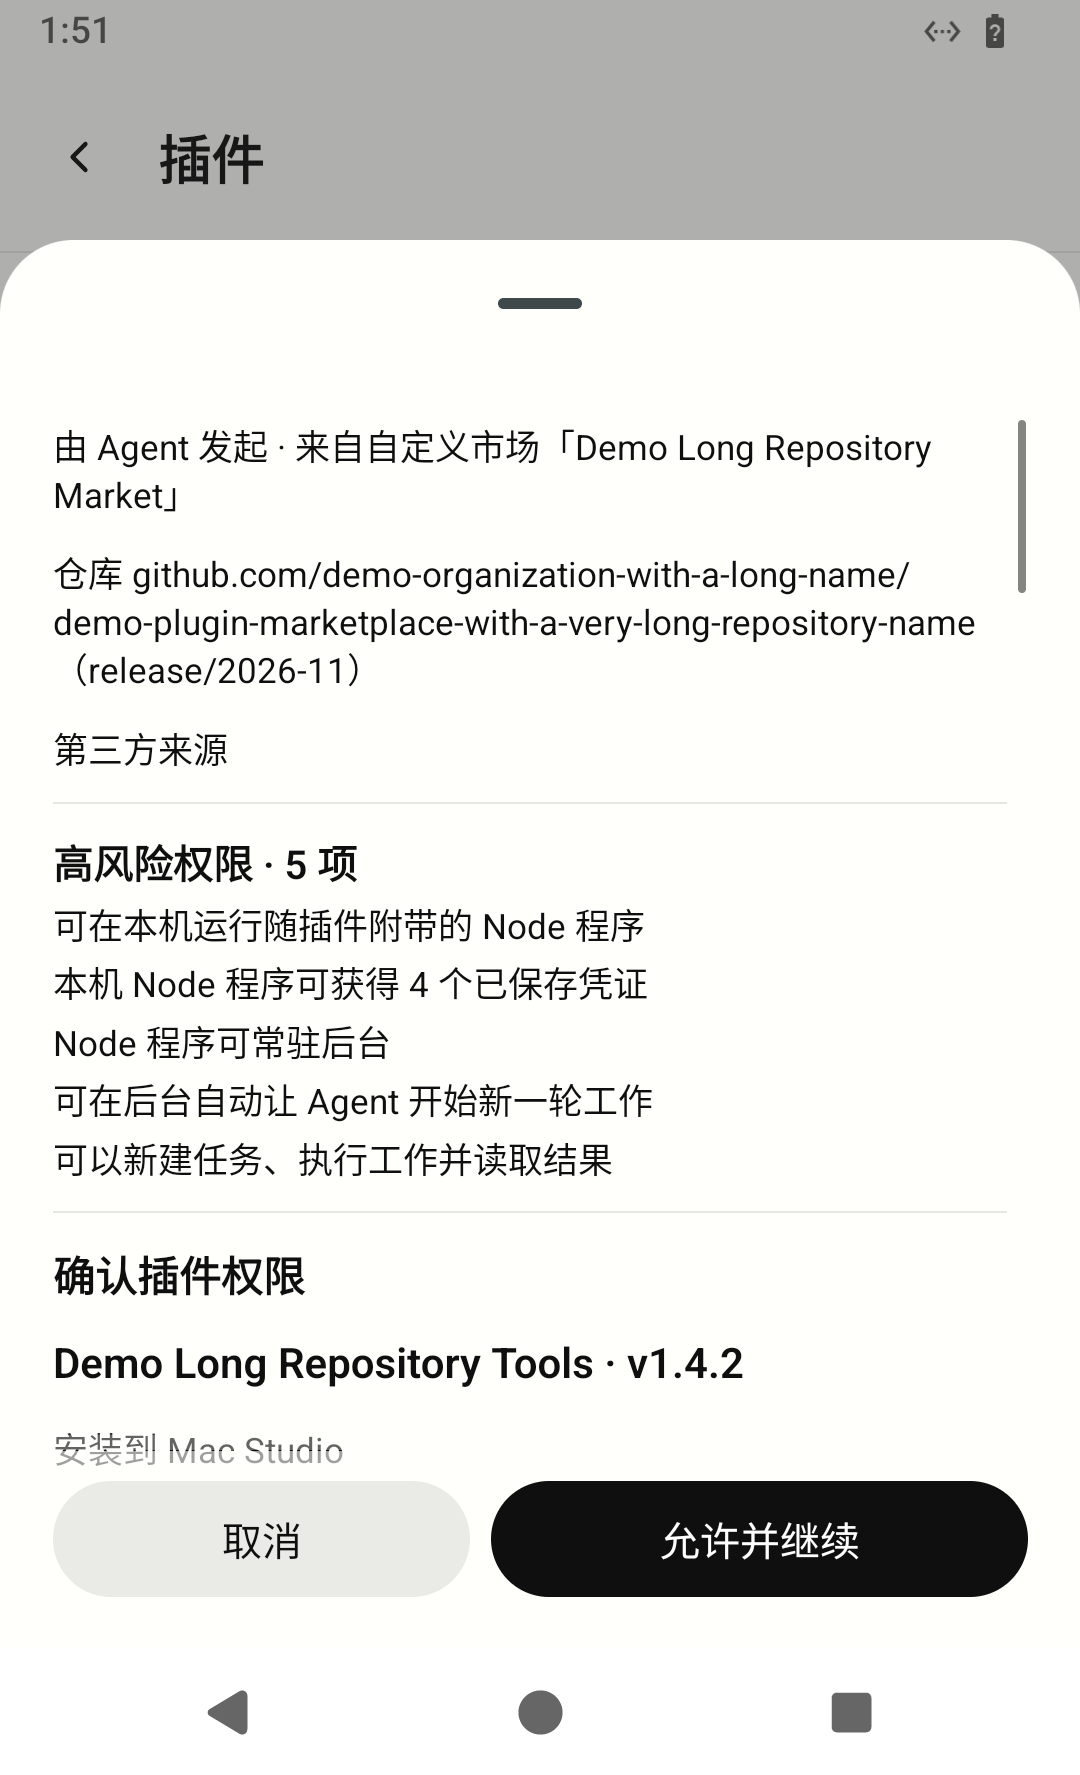 1:51
插件
由 Agent 发起 · 来自自定义市场「Demo Long Repository
Market」
仓库 github.com/demo-organization-with-a-long-name/
demo-plugin-marketplace-with-a-very-long-repository-name
（release/2026-11）
第三方来源
高风险权限 · 5 项
可在本机运行随插件附带的 Node 程序
本机 Node 程序可获得 4 个已保存凭证
Node 程序可常驻后台
可在后台自动让 Agent 开始新一轮工作
可以新建任务、执行工作并读取结果
确认插件权限
Demo Long Repository Tools · v1.4.2
安装到 Mac Studio
取消
允许并继续